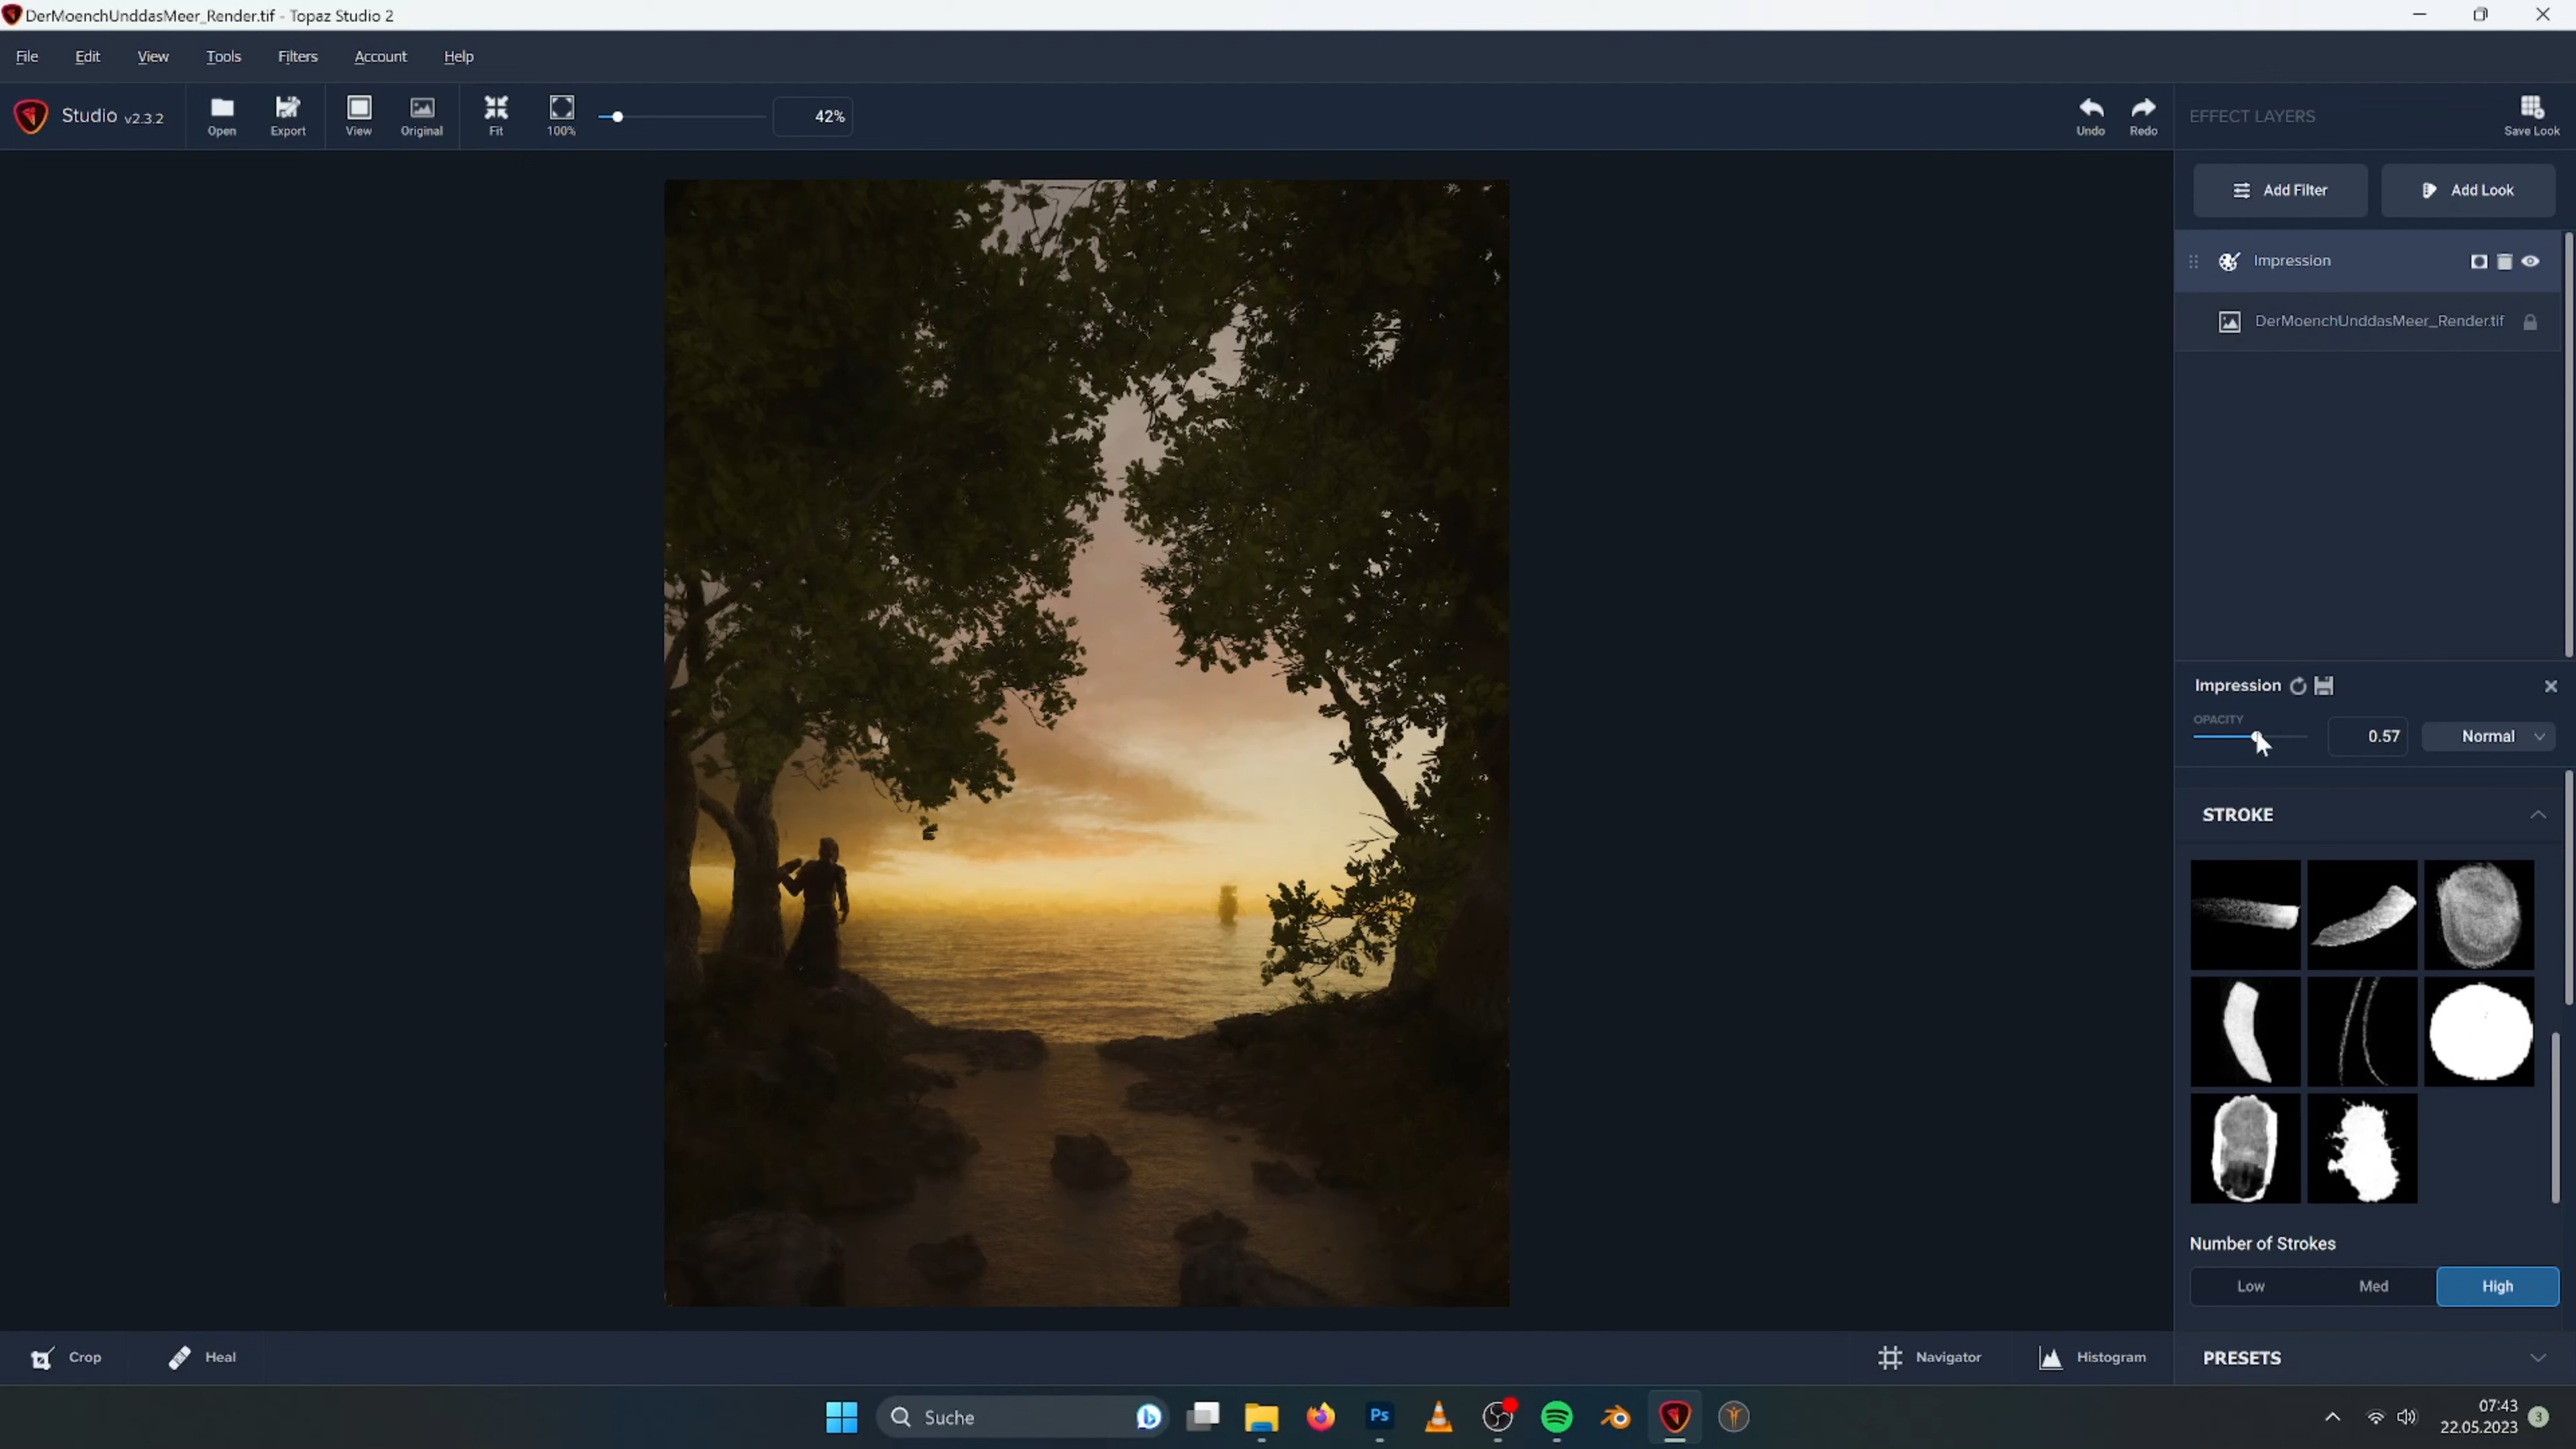 DerMoenchUnddasMeer_Render.tif - Topaz Studio 2
File Edit View Tools Filters Account Help
Studio v2.3.2 Open Export View Original Fit 100% 42% Undo Redo EFFECT LAYERS Save Look
Add Filter Add Look
Impression
DerMoenchUnddasMeer_Render.tif
Impression
OPACITY
0.57 Normal
STROKE
Number of Strokes
Low Med High
Crop Heal Navigator Histogram PRESETS
Suche Ps 07:43
22.05.2023 3